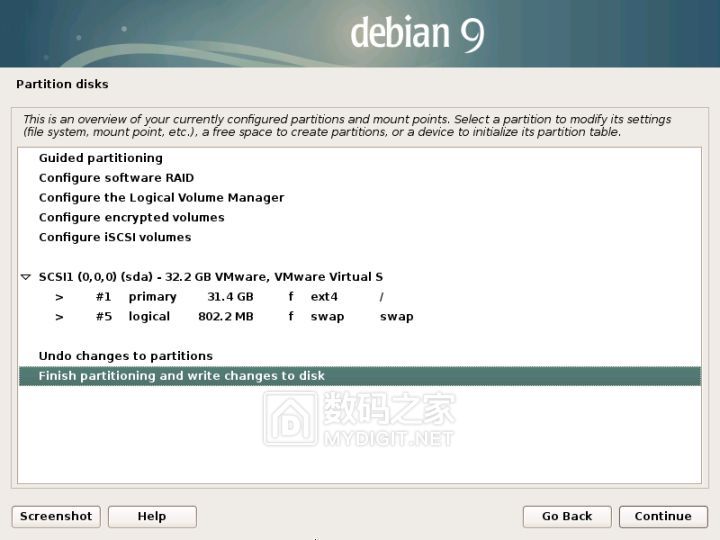 debian 9
Partition disks
This is an overview of your currently configured partitions and mount points. Select a partition to modify its settings
(file system, mount point, etc.), a free space to create partitions, or a device to initialize its partition table.
Guided partitioning
Configure software RAID
Configure the Logical Volume Manager
Configure encrypted volumes
Configure iSCSI volumes
SCSI1 (0,0,0) (sda) - 32.2 GB VMware, VMware Virtual S
> #1 primary 31.4 GB f ext4 /
> #5 logical 802.2 MB f swap swap
Undo changes to partitions
Finish partitioning and write changes to disk
数码之家
MYDIGIT.NET
Screenshot Help Go Back Continue